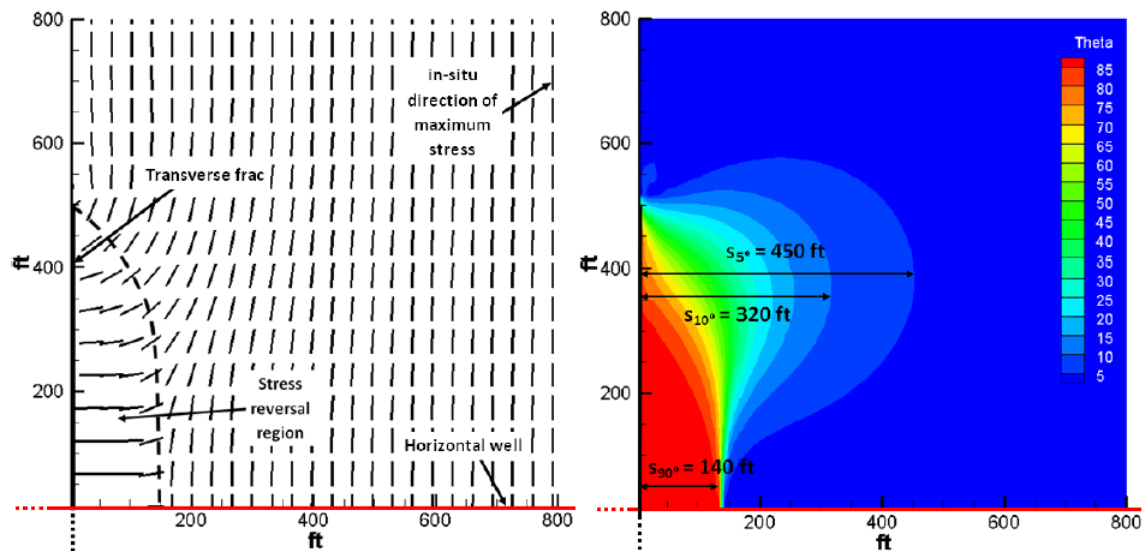 800
600
400
200
ft
in-situ
direction of
maximum
stress
Transverse frac
Stress
reversal
region
Horizontal well
200
400
600
800
ft
800
600
400
200
ft
Theta
85
80
75
70
65
60
55
50
45
40
35
30
25
20
15
10
5
s5° = 450 ft
s10° = 320 ft
s90° = 140 ft
200
400
600
800
ft